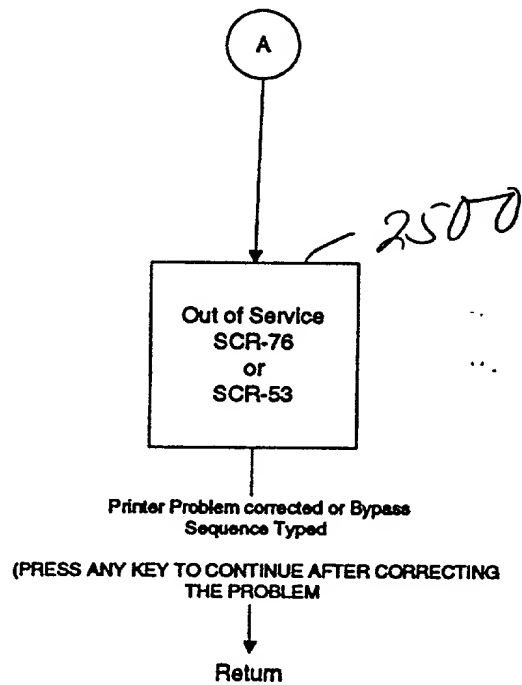 A
2500
Out of Service
SCR-76
or
SCR-53
Printer Problem corrected or Bypass
Sequence Typed
(PRESS ANY KEY TO CONTINUE AFTER CORRECTING
THE PROBLEM
Return